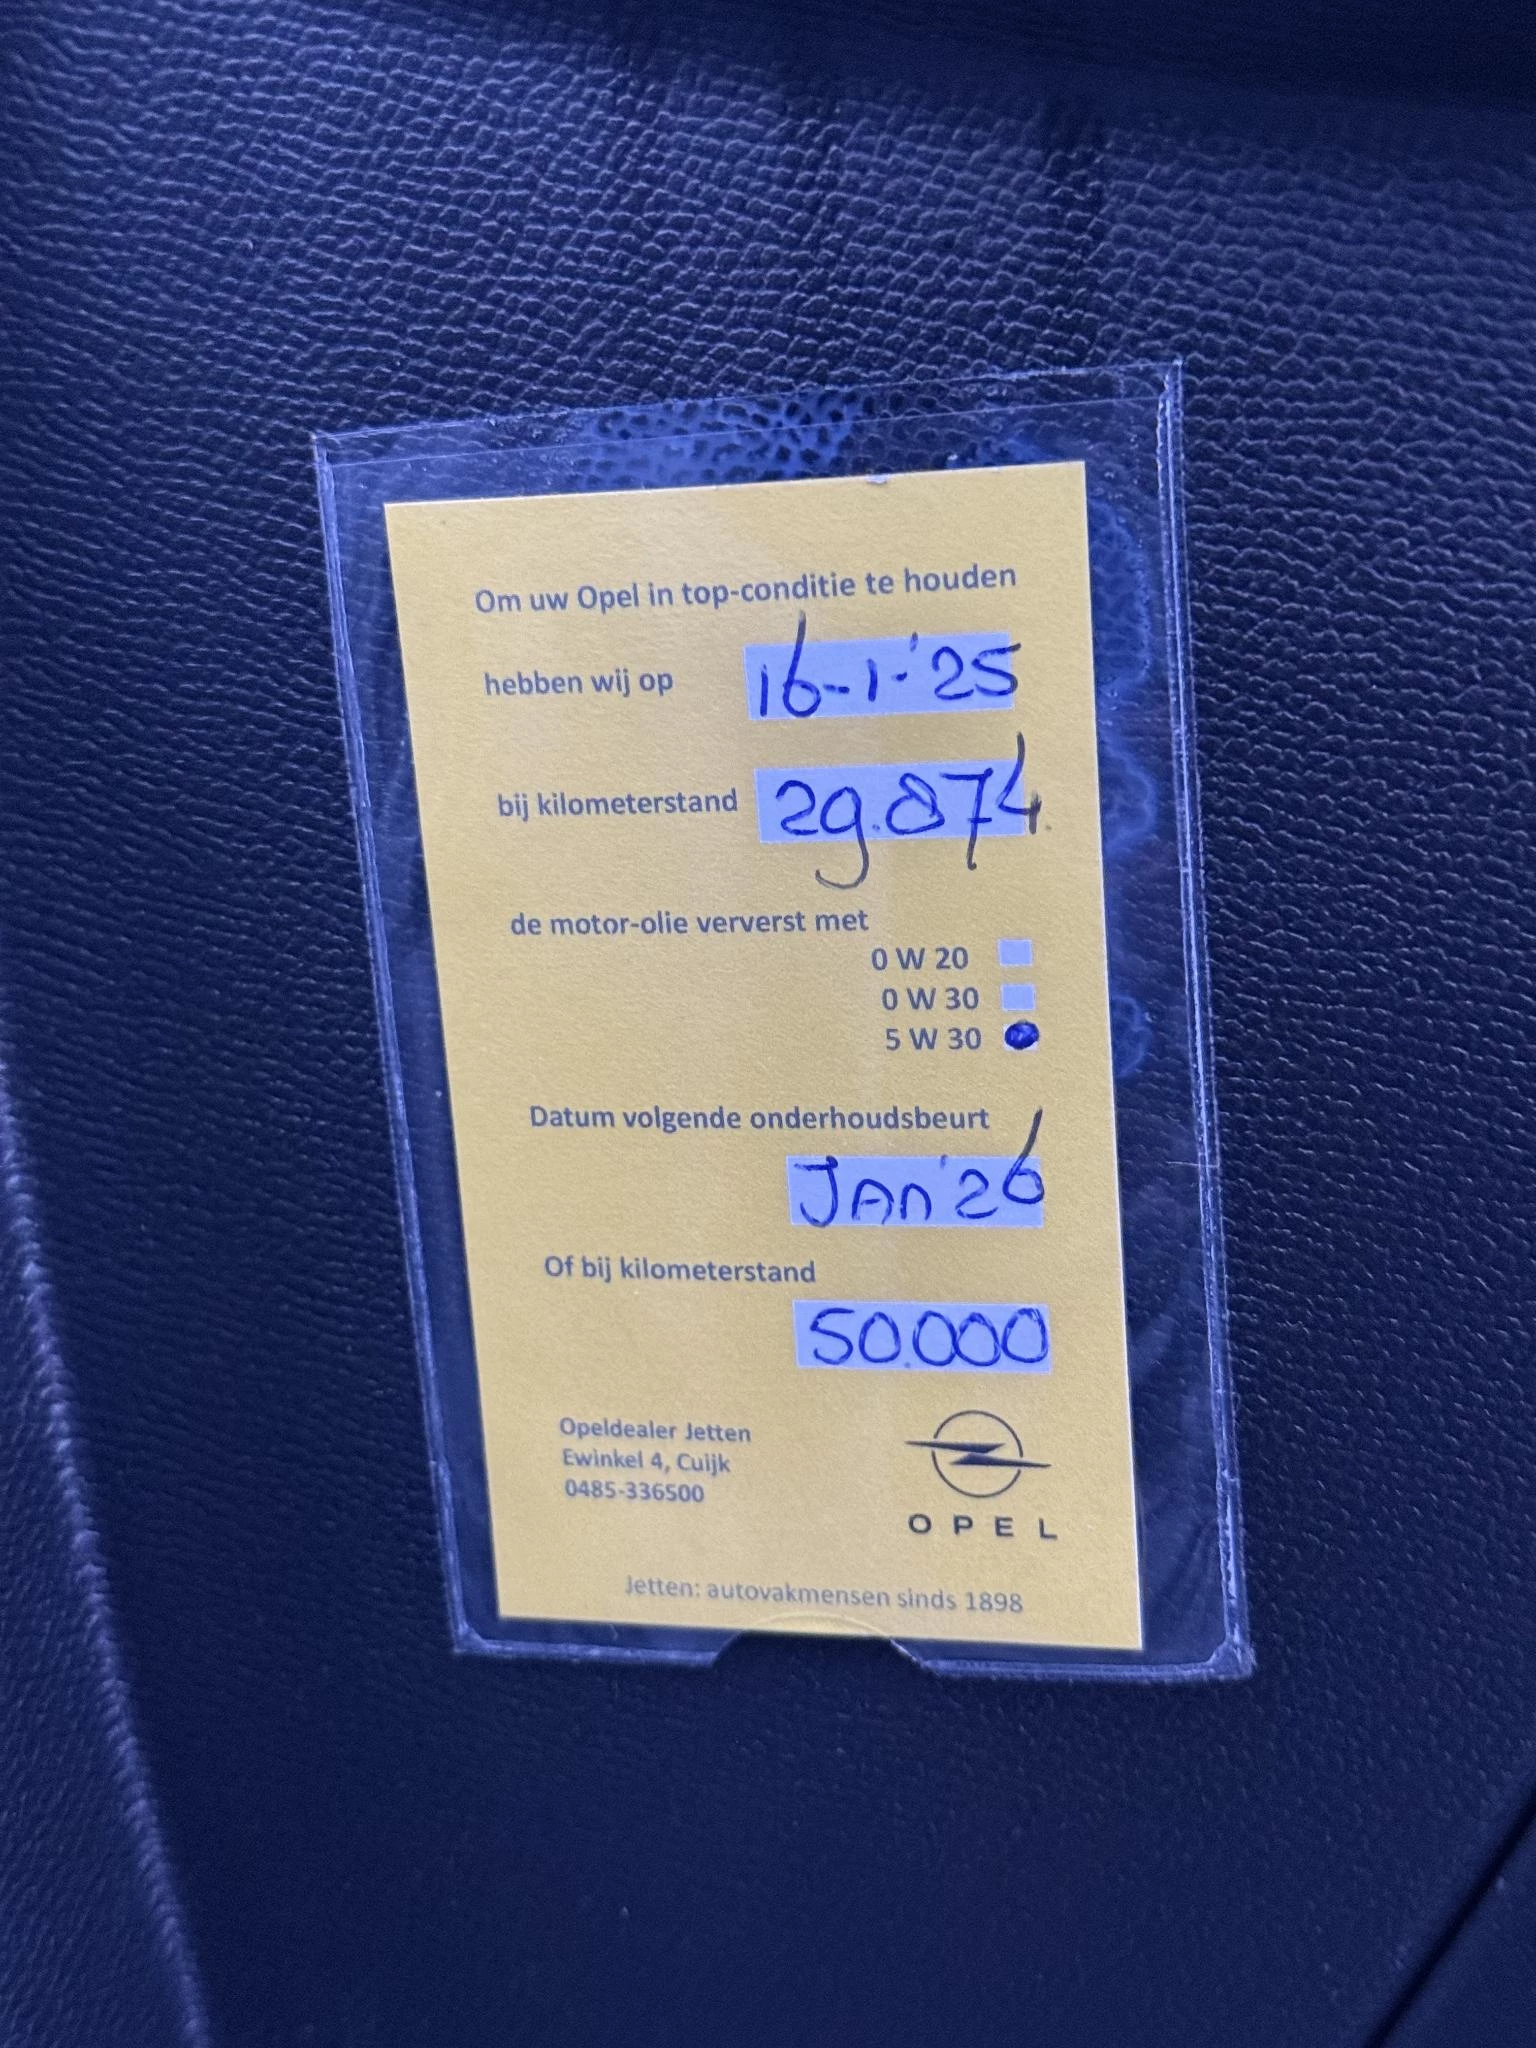 Om uw Opel in top-conditie te houden
hebben wij op 16-1-'25
bij kilometerstand 29.874.
de motor-olie ververst met
0 W 20
0 W 30
5 W 30
Datum volgende onderhoudsbeurt
JAN '26
Of bij kilometerstand
50.000
Opeldealer Jetten
Ewinkel 4, Cuijk
0485-336500
OPEL
Jetten: autovakmensen sinds 1898